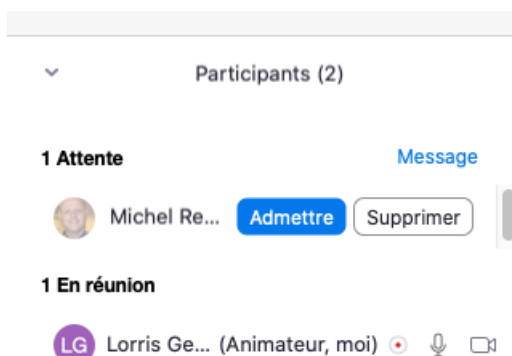 Participants (2)
1 Attente Message
Michel Re... Admettre Supprimer
1 En réunion
LG Lorris Ge... (Animateur, moi)